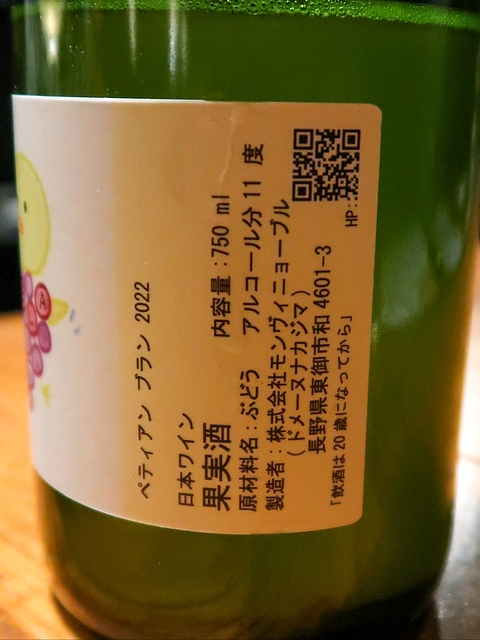 ペティアン ブラン 2022
日本ワイン
果実酒 内容量：750 ml
原材料名：ぶどう アルコール分 11 度
製造者：株式会社モンヴィニョーブル
（ドメーヌナカジマ）
長野県東御市和 4601-3
「飲酒は 20 歳になってから」
HP：
A